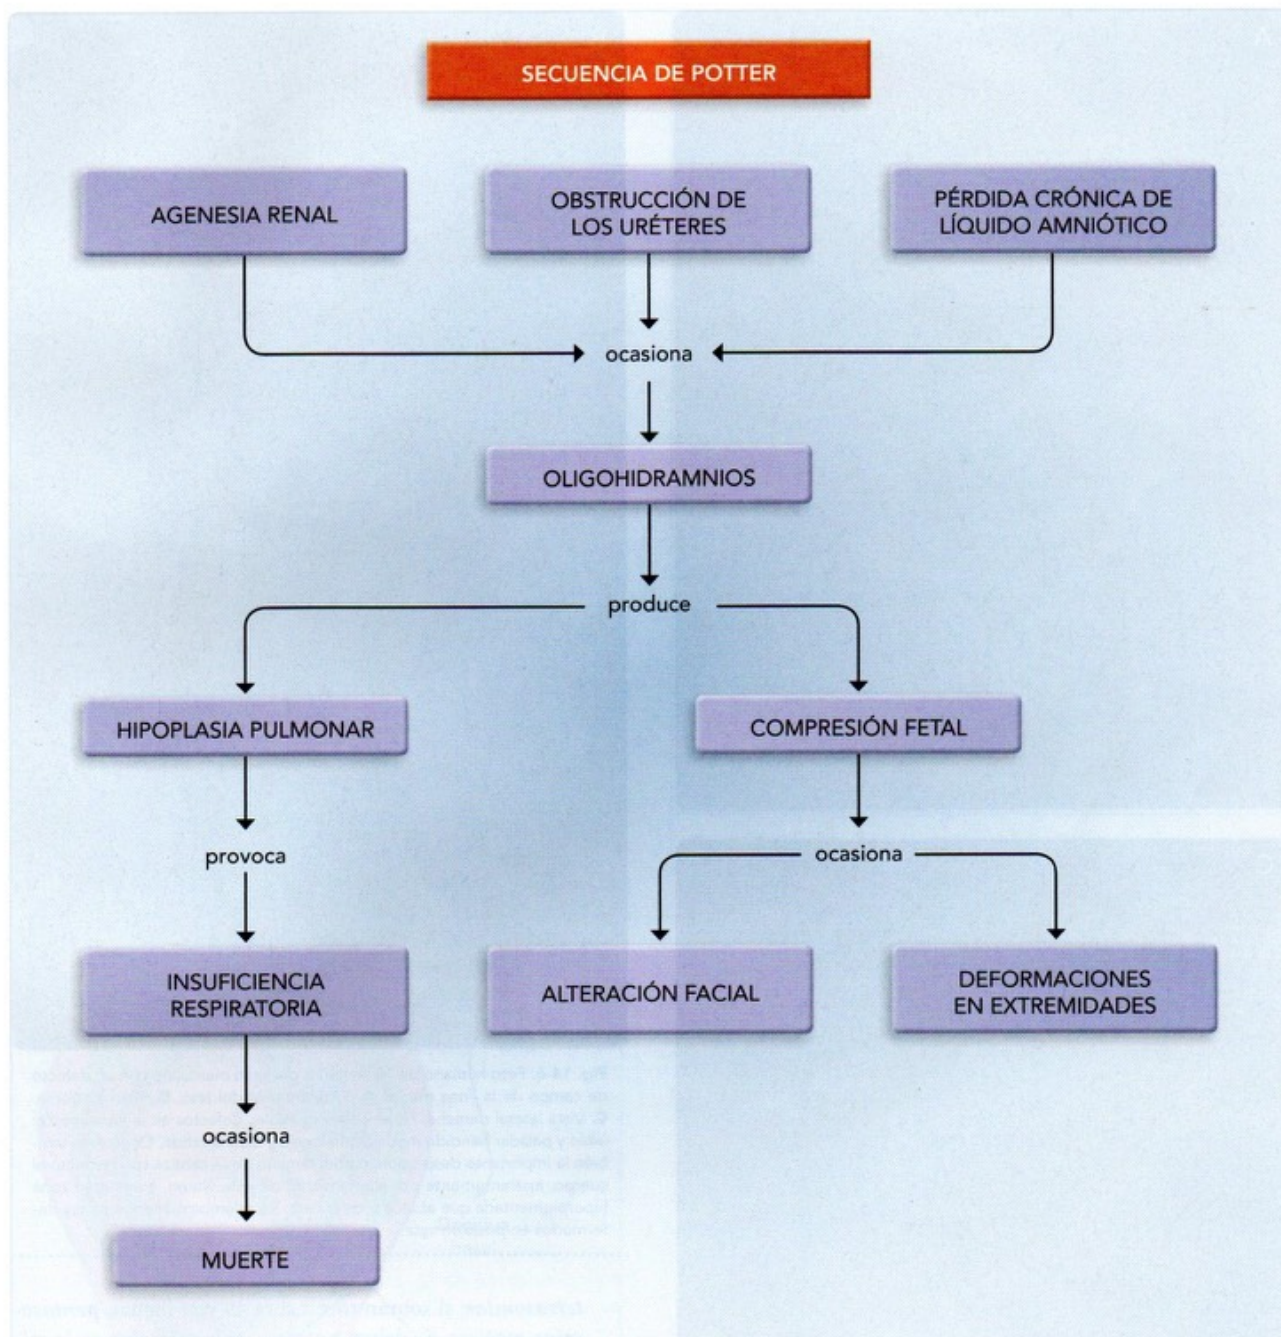 SECUENCIA DE POTTER
AGENESIA RENAL
OBSTRUCCIÓN DE
LOS URÉTERES
PÉRDIDA CRÓNICA DE
LÍQUIDO AMNIÓTICO
ocasiona
OLIGOHIDRAMNIOS
produce
HIPOPLASIA PULMONAR
COMPRESIÓN FETAL
provoca
ocasiona
INSUFICIENCIA
RESPIRATORIA
ALTERACIÓN FACIAL
DEFORMACIONES
EN EXTREMIDADES
ocasiona
MUERTE